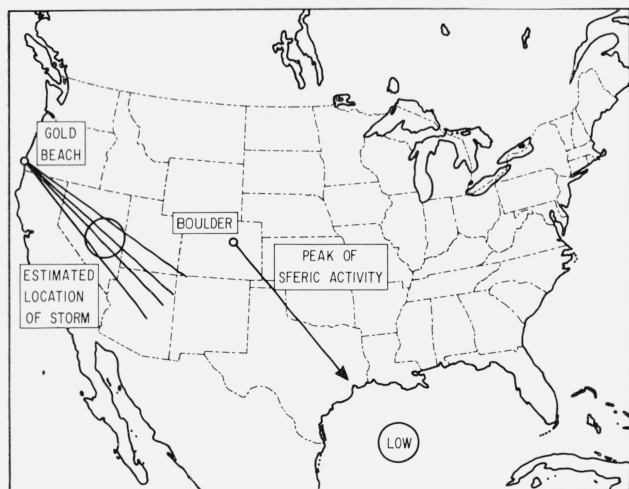 GOLD
BEACH
BOULDER
PEAK OF
SFERIC ACTIVITY
ESTIMATED
LOCATION
OF STORM
LOW